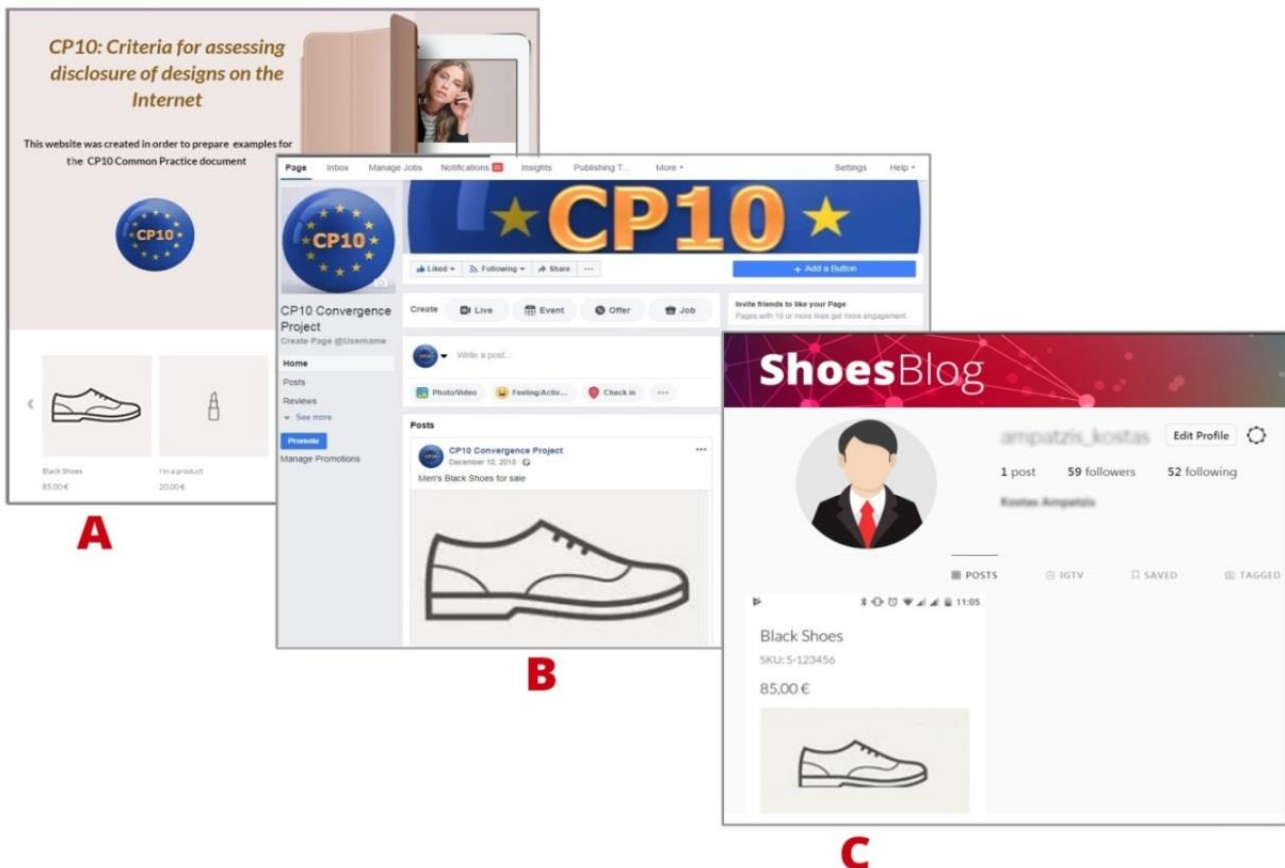 CP10: Criteria for assessing
disclosure of designs on the
Internet
This website was created in order to prepare examples for
the CP10 Common Practice document
CP10
Black Shoes
85,00 €
I'm a product
20,00 €
A
Page Inbox Manage Jobs Notifications Insights Publishing T... More Settings Help
CP10
CP10
Liked Following Share ...
+ Add a Button
CP10 Convergence
Project
Create Page @Username
Home
Posts
Reviews
See more
Promote
Manage Promotions
Create Live Event Offer Job
Invite friends to like your Page
Pages with 10 or more likes get more engagement.
Write a post...
Photo/Video Feeling/Activ... Check in ...
Posts
CP10 Convergence Project
December 10, 2018
Men's Black Shoes for sale
B
ShoesBlog
Edit Profile
1 post 59 followers 52 following
POSTS IGTV SAVED TAGGED
11:05
Black Shoes
SKU: S-123456
85,00 €
C